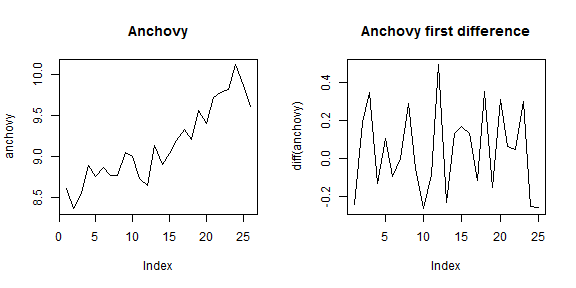 Anchovy
anchovy
8.5 9.0 9.5 10.0
0 5 10 15 20 25
Index
Anchovy first difference
diff(anchovy)
-0.2 0.0 0.2 0.4
5 10 15 20 25
Index